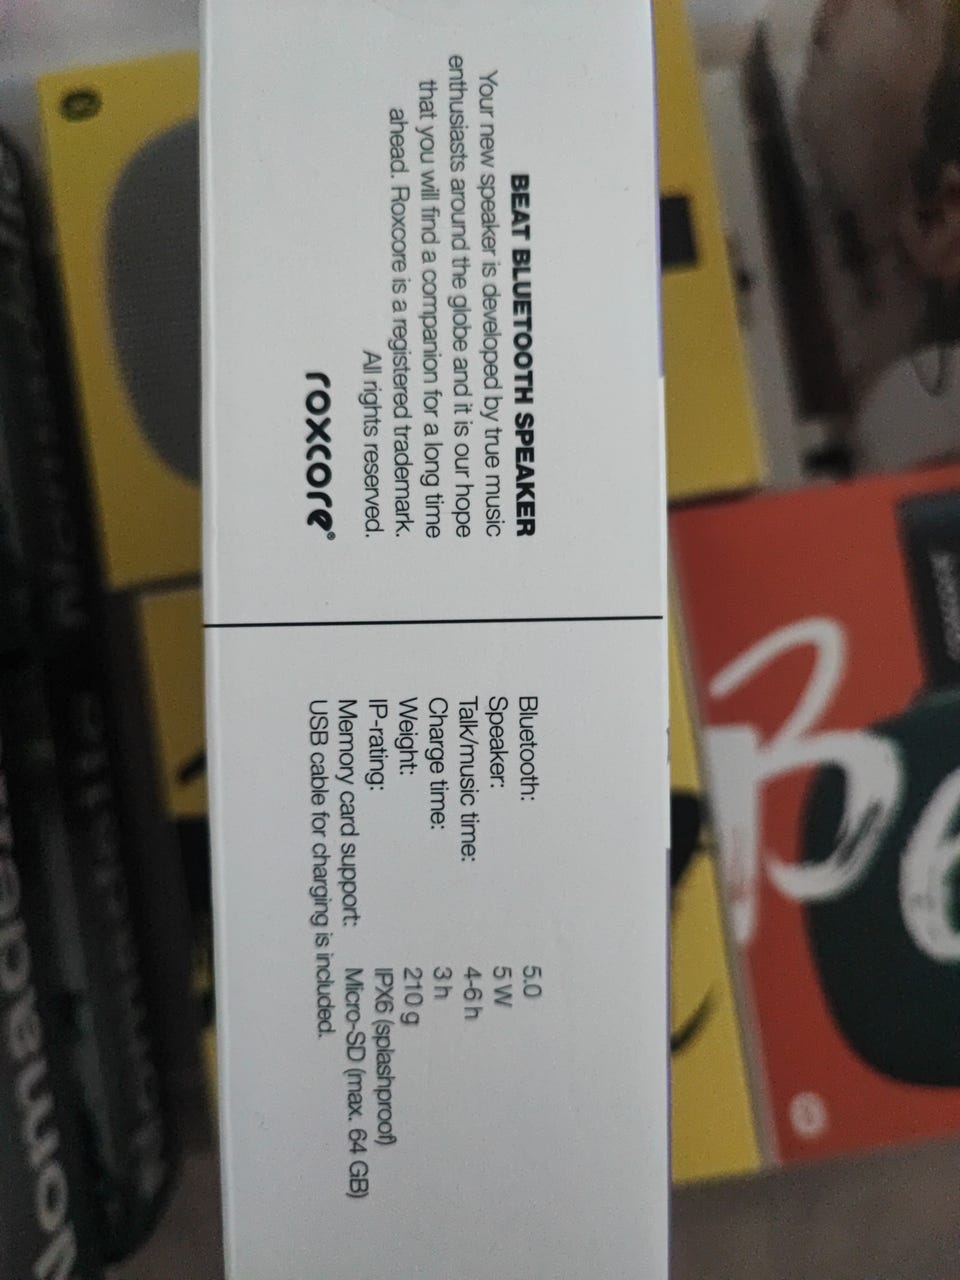 BEAT BLUETOOTH SPEAKER
Your new speaker is developed by true music
enthusiasts around the globe and it is our hope
that you will find a companion for a long time
ahead. Roxcore is a registered trademark.
All rights reserved.
roxcore®
Bluetooth: 5.0
Speaker: 5 W
Talk/music time: 4-6 h
Charge time: 3 h
Weight: 210 g
IP-rating: IPX6 (splashproof)
Memory card support: Micro-SD (max. 64 GB)
USB cable for charging is included.